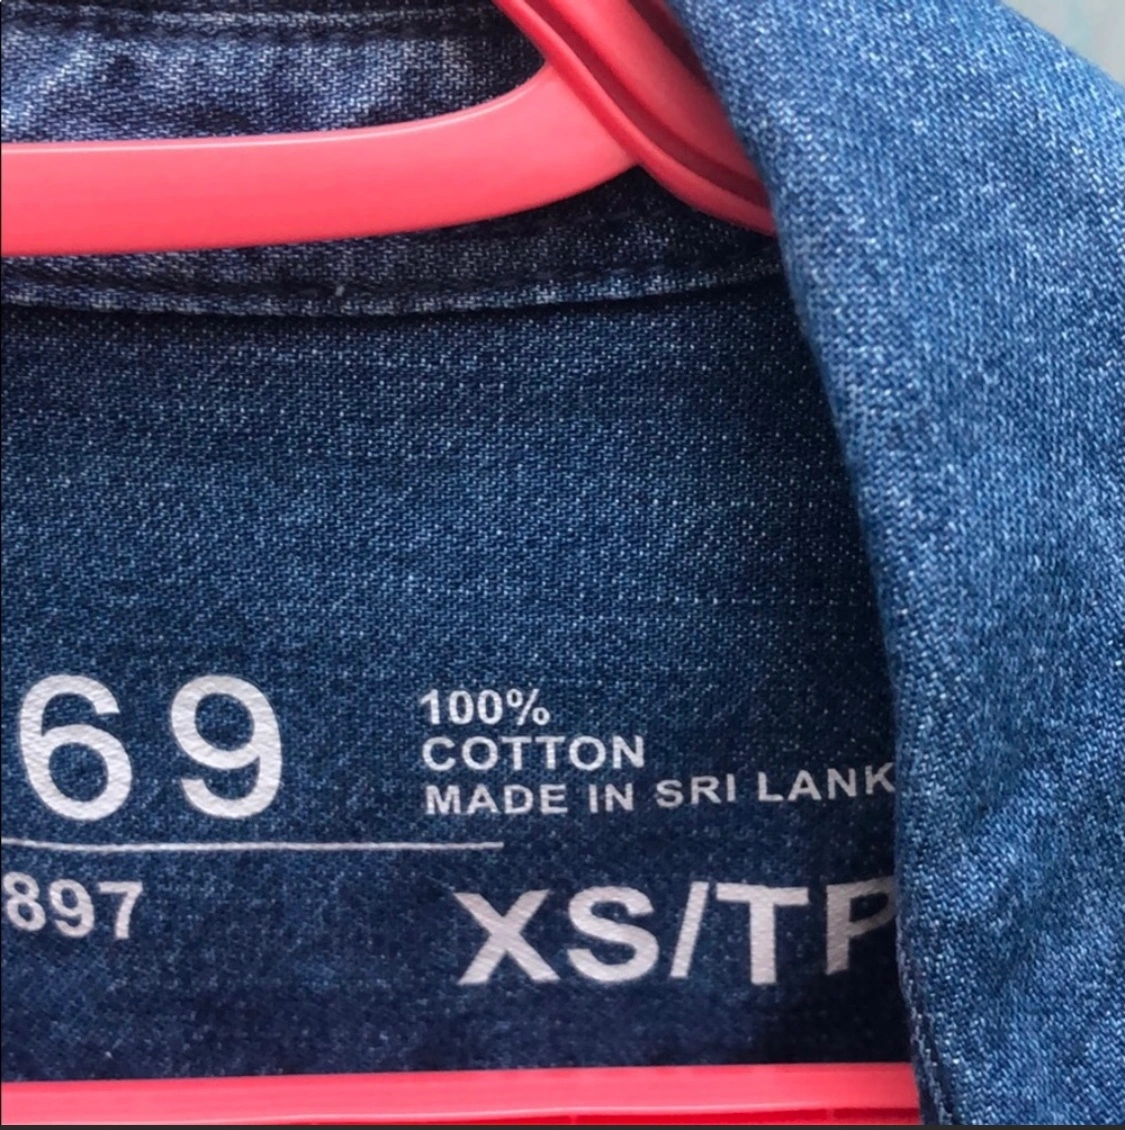 69
100%
COTTON
MADE IN SRI LANK
897
XS/TP